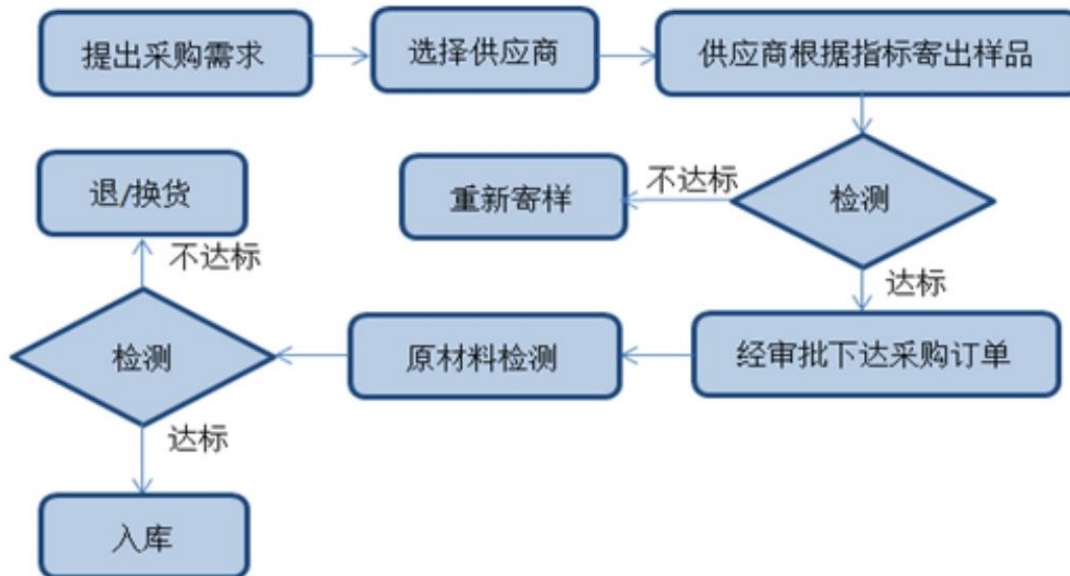 提出采购需求
选择供应商
供应商根据指标寄出样品
退/换货
重新寄样
不达标
检测
不达标
达标
检测
原材料检测
经审批下达采购订单
达标
入库